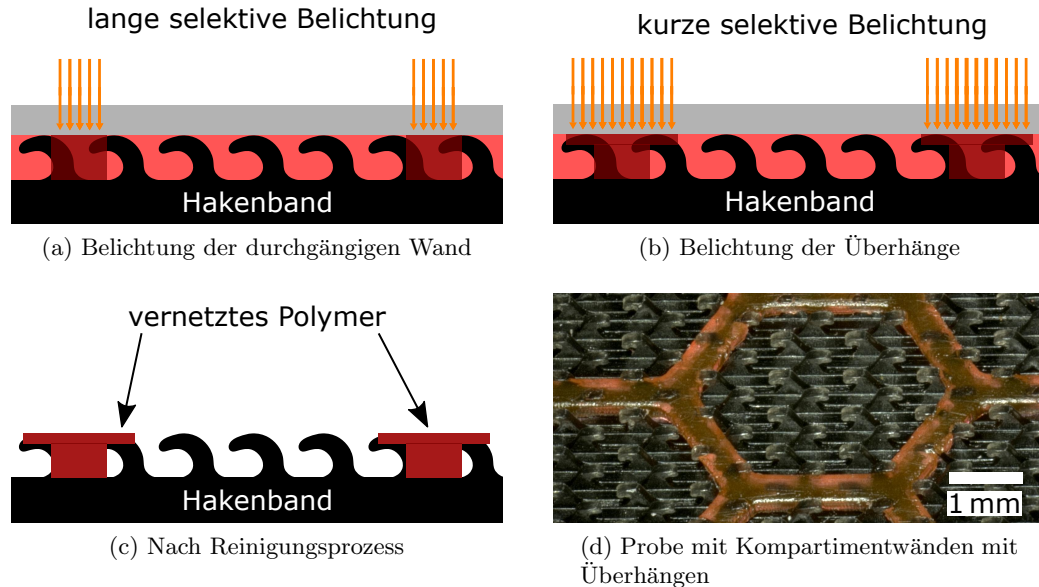 lange selektive Belichtung
Hakenband
(a) Belichtung der durchgängigen Wand
kurze selektive Belichtung
Hakenband
(b) Belichtung der Überhänge
vernetztes Polymer
Hakenband
(c) Nach Reinigungsprozess
1 mm
(d) Probe mit Kompartimentwänden mit
Überhängen